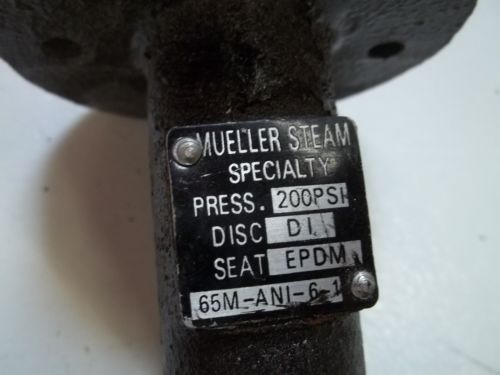 MUELLER STEAM
SPECIALTY
PRESS. 200PSI
DISC DI
SEAT EPDM
65M-ANI-6-1